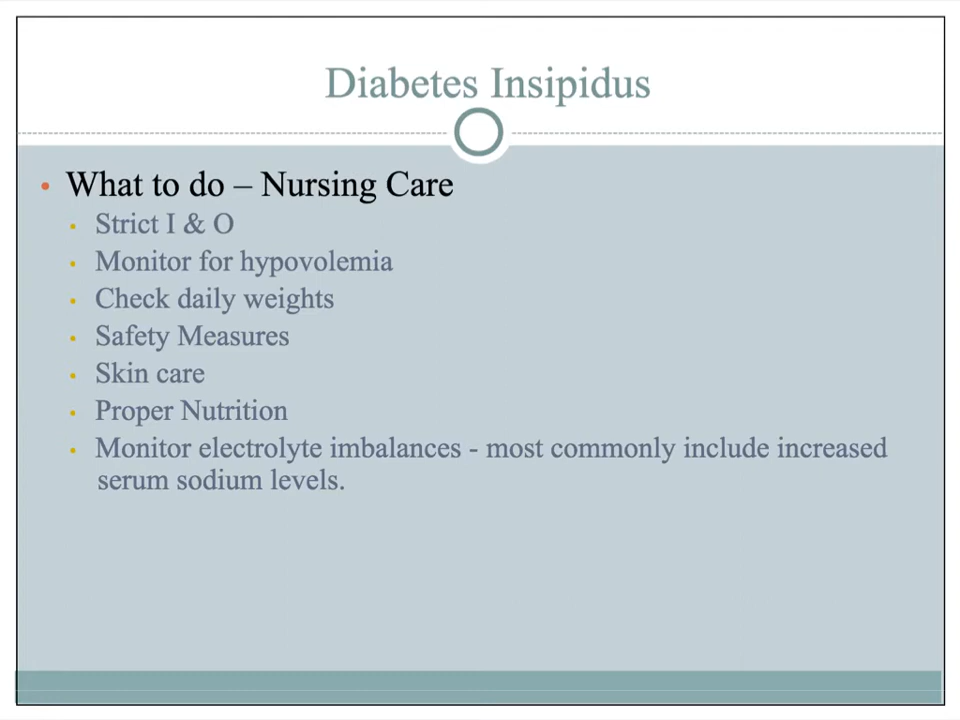 Diabetes Insipidus
• What to do – Nursing Care
• Strict I & O
• Monitor for hypovolemia
• Check daily weights
• Safety Measures
• Skin care
• Proper Nutrition
• Monitor electrolyte imbalances - most commonly include increased
serum sodium levels.